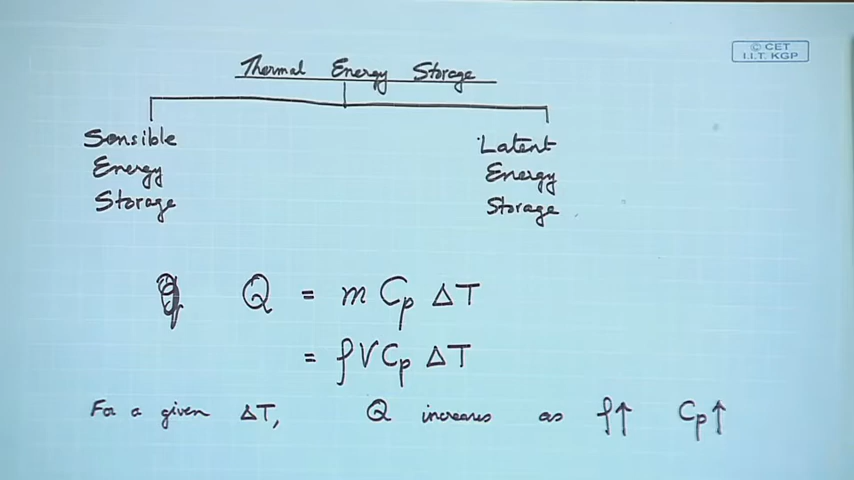 © CET
I.I.T. KGP
Thermal Energy Storage
Sensible
Energy
Storage
Latent
Energy
Storage
Q = m Cp ΔT
= ρ V Cp ΔT
For a given ΔT, Q increases as ρ↑ Cp↑